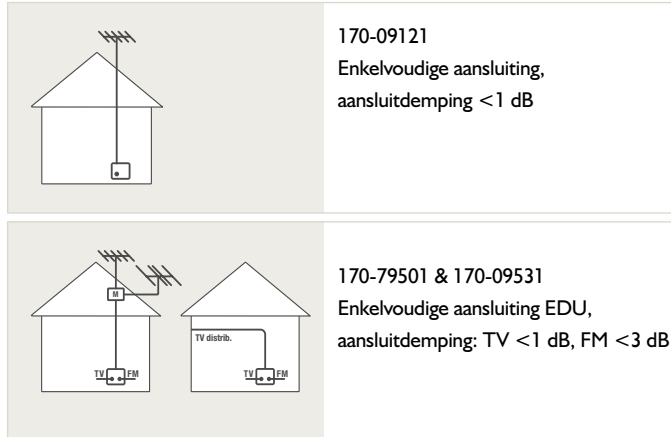 170-09121
Enkelvoudige aansluiting,
aansluitdemping <1 dB
M
TV FM
TV distrib.
TV FM
170-79501 & 170-09531
Enkelvoudige aansluiting EDU,
aansluitdemping: TV <1 dB, FM <3 dB